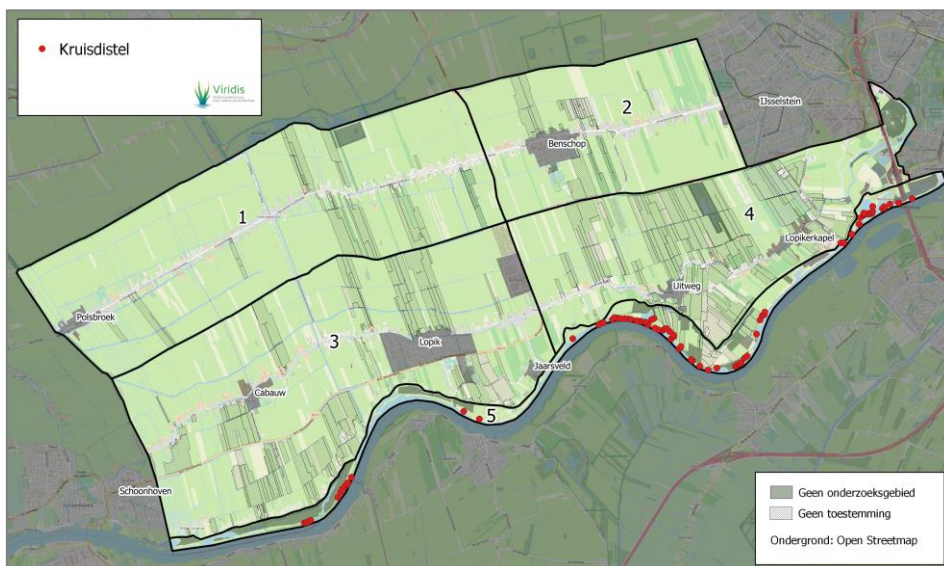 Kruisdistel
Viridis
IJsselstein
2
Benschop
1
4
Lopikerkapel
Uitweg
Polsbroek
3
Lopik
Jaarsveld
Cabauw
5
Schoonhoven
Geen onderzoeksgebied
Geen toestemming
Ondergrond: Open Streetmap